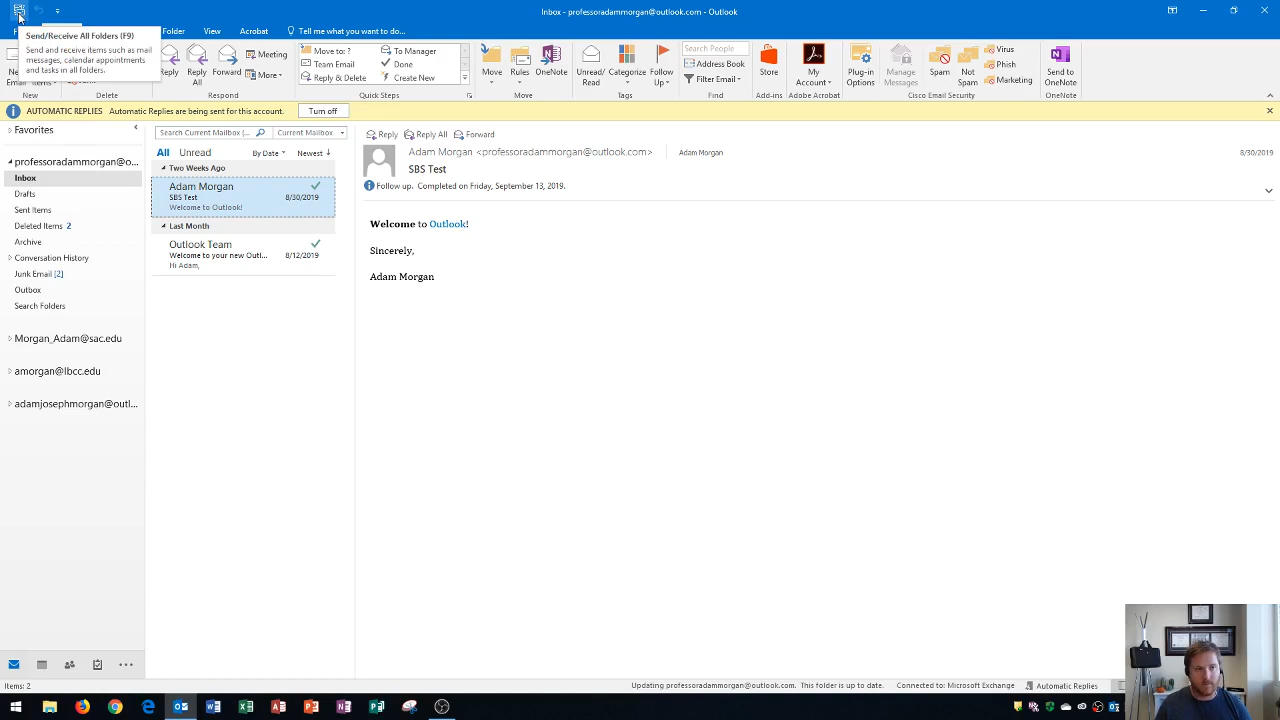 Inbox - professoradammorgan@outlook.com - Outlook
Send/Receive All Folders (F9)
Send and receive items such as mail
messages, calendar appointments
and tasks in all folders.
Folder
View
Acrobat
Tell me what you want to do...
New
Email
Items
Reply
Reply
All
Forward
Meeting
More
Move to: ?
Team Email
Reply & Delete
To Manager
Done
Create New
Move
Rules
OneNote
Unread/
Read
Categorize
Follow
Up
Search People
Address Book
Filter Email
Store
My
Account
Plug-in
Options
Manage
Messages
Spam
Not
Spam
Virus
Phish
Marketing
Send to
OneNote
New
Delete
Respond
Quick Steps
Move
Tags
Find
Add-ins
Adobe Acrobat
Cisco Email Security
OneNote
AUTOMATIC REPLIES Automatic Replies are being sent for this account. Turn off
Favorites
professoradammorgan@o...
Inbox
Drafts
Sent Items
Deleted Items 2
Archive
Conversation History
Junk Email [2]
Outbox
Search Folders
Morgan_Adam@sac.edu
amorgan@lbcc.edu
adamjosephmorgan@outl...
Search Current Mailbox (... Current Mailbox
All Unread By Date Newest
Two Weeks Ago
Adam Morgan
SBS Test 8/30/2019
Welcome to Outlook!
Last Month
Outlook Team
Welcome to your new Outl... 8/12/2019
Hi Adam,
Reply Reply All Forward
Adam Morgan <professoradammorgan@outlook.com> Adam Morgan 8/30/2019
SBS Test
Follow up. Completed on Friday, September 13, 2019.
Welcome to Outlook!
Sincerely,
Adam Morgan
Items: 2
Updating professoradammorgan@outlook.com. This folder is up to date. Connected to: Microsoft Exchange Automatic Replies